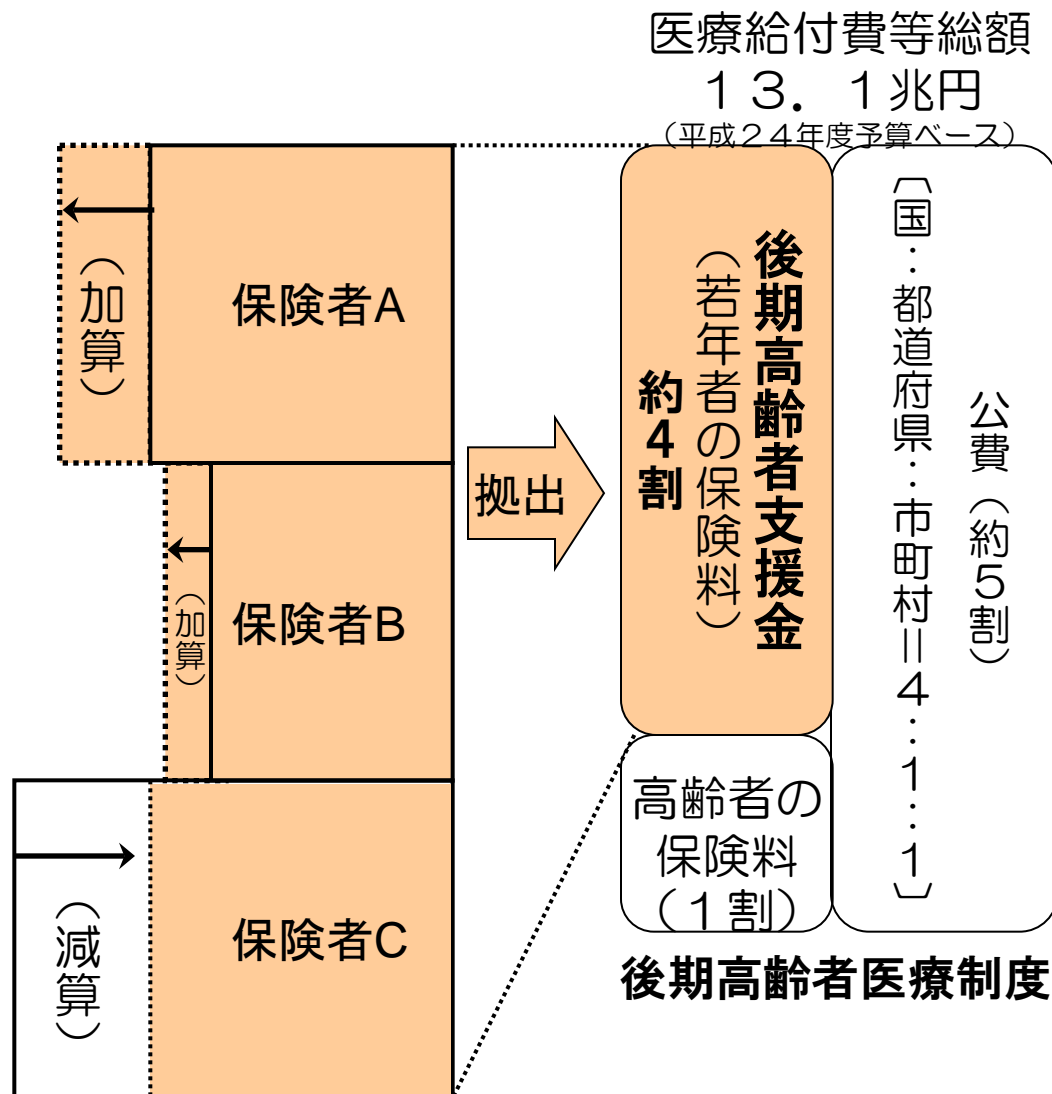 医療給付費等総額
１３．１兆円
（平成２４年度予算ベース）
（加算）
保険者A
（加算）
保険者B
（減算）
保険者C
拠出
後期高齢者支援金
（若年者の保険料）
約４割
高齢者の
保険料
（１割）
公費（約５割）
〔国：都道府県：市町村＝４：１：１〕
後期高齢者医療制度